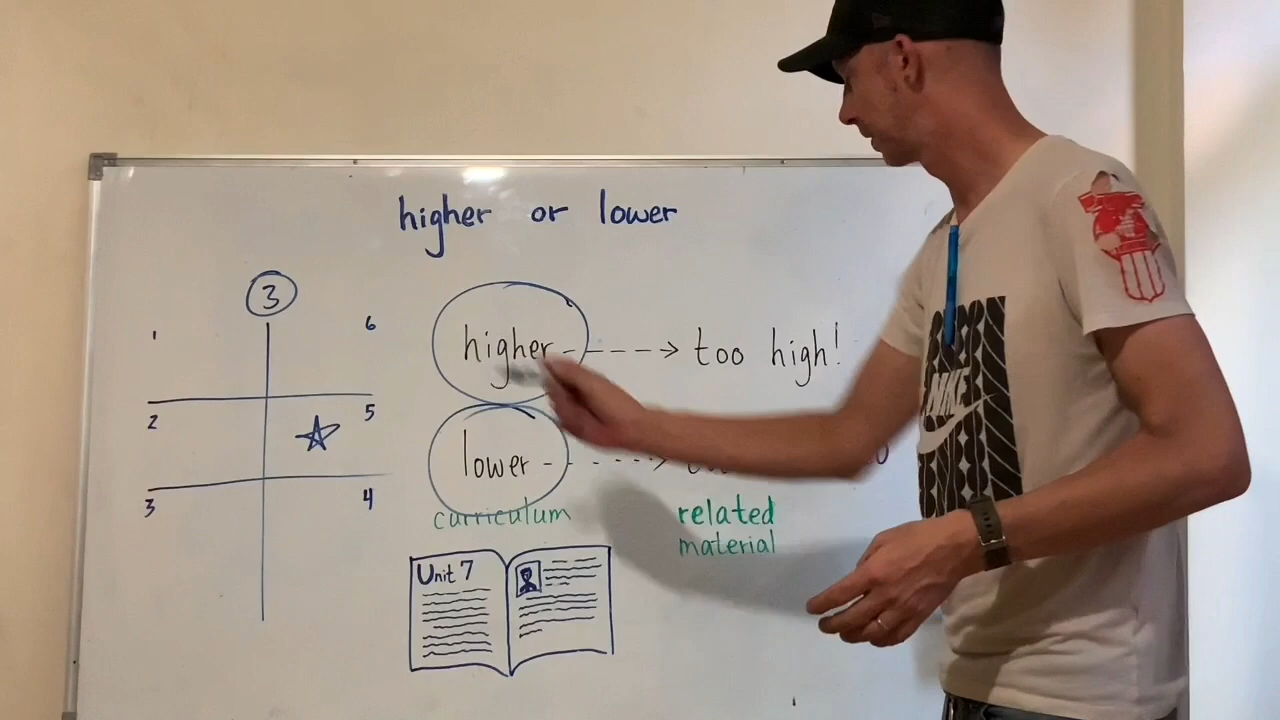 higher or lower
3
1 6
2 5
3 4
higher ----> too high!
lower
curriculum
related
material
Unit 7
NIKE